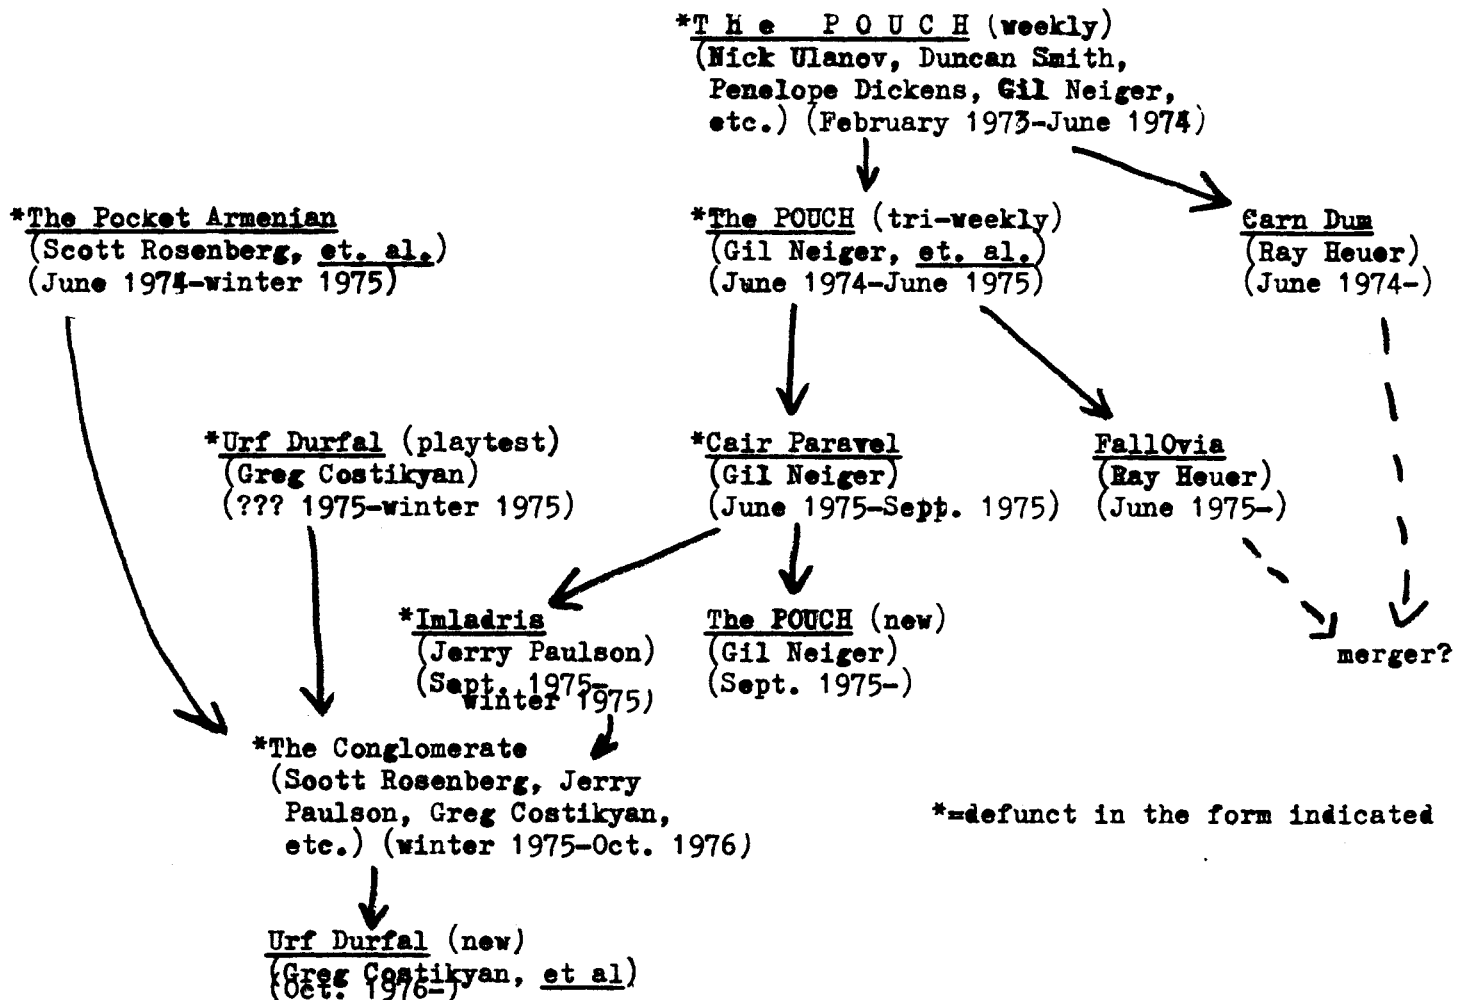 *The POUCH (weekly)
(Nick Ulanov, Duncan Smith,
Penelope Dickens, Gil Neiger,
etc.) (February 1973-June 1974)
*The Pocket Armenian
(Scott Rosenberg, et. al.)
(June 1974-winter 1975)
*The POUCH (tri-weekly)
(Gil Neiger, et. al.)
(June 1974-June 1975)
Carn Dum
(Ray Heuer)
(June 1974-)
*Urf Durfal (playtest)
(Greg Costikyan)
(??? 1975-winter 1975)
*Cair Paravel
(Gil Neiger)
(June 1975-Sept. 1975)
FallOvia
(Ray Heuer)
(June 1975-)
*Imladris
(Jerry Paulson)
(Sept. 1975-
winter 1975)
The POUCH (new)
(Gil Neiger)
(Sept. 1975-)
merger?
*The Conglomerate
(Scott Rosenberg, Jerry
Paulson, Greg Costikyan,
etc.) (winter 1975-Oct. 1976)
*=defunct in the form indicated
Urf Durfal (new)
(Greg Costikyan, et al)
(Oct. 1976-)